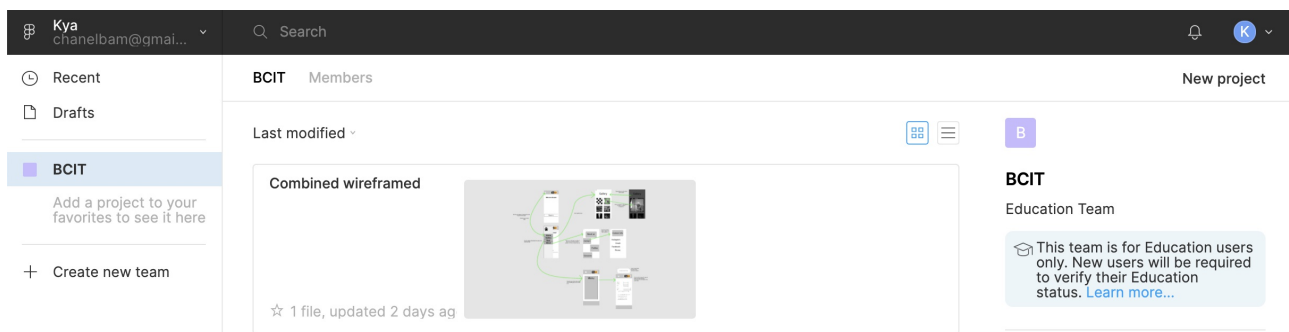 Kya
chanelbam@gmai...
Search
K
Recent
Drafts
BCIT
Add a project to your
favorites to see it here
Create new team
BCIT Members
New project
Last modified
Combined wireframed
1 file, updated 2 days ag
B
BCIT
Education Team
This team is for Education users
only. New users will be required
to verify their Education
status. Learn more...